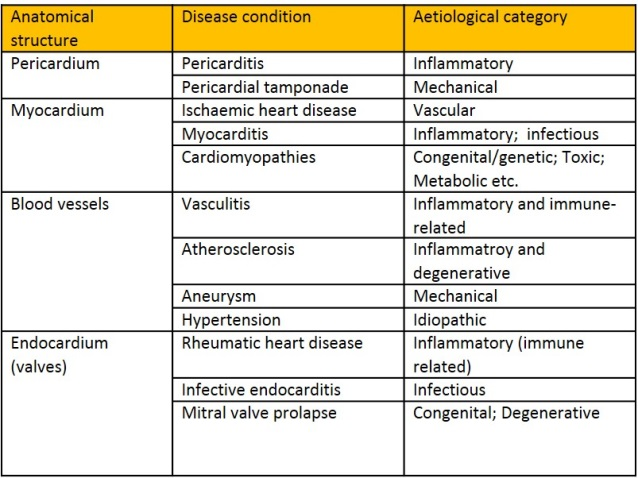 Anatomical structure Disease condition Aetiological category
Pericardium Pericarditis Inflammatory
Pericardial tamponade Mechanical
Myocardium Ischaemic heart disease Vascular
Myocarditis Inflammatory; infectious
Cardiomyopathies Congenital/genetic; Toxic;
Metabolic etc.
Blood vessels Vasculitis Inflammatory and immune-
related
Atherosclerosis Inflammatroy and
degenerative
Aneurysm Mechanical
Hypertension Idiopathic
Endocardium (valves) Rheumatic heart disease Inflammatory (immune
related)
Infective endocarditis Infectious
Mitral valve prolapse Congenital; Degenerative